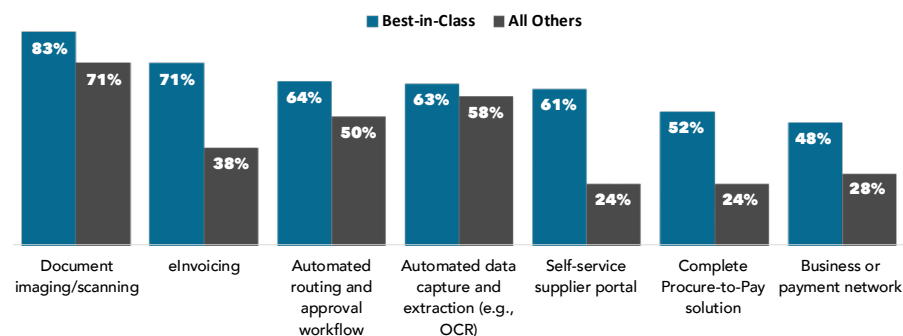 Best-in-Class All Others
83%
71%
71%
38%
64%
50%
63%
58%
61%
24%
52%
24%
48%
28%
Document
imaging/scanning
eInvoicing
Automated
routing and
approval
workflow
Automated data
capture and
extraction (e.g.,
OCR)
Self-service
supplier portal
Complete
Procure-to-Pay
solution
Business or
payment network